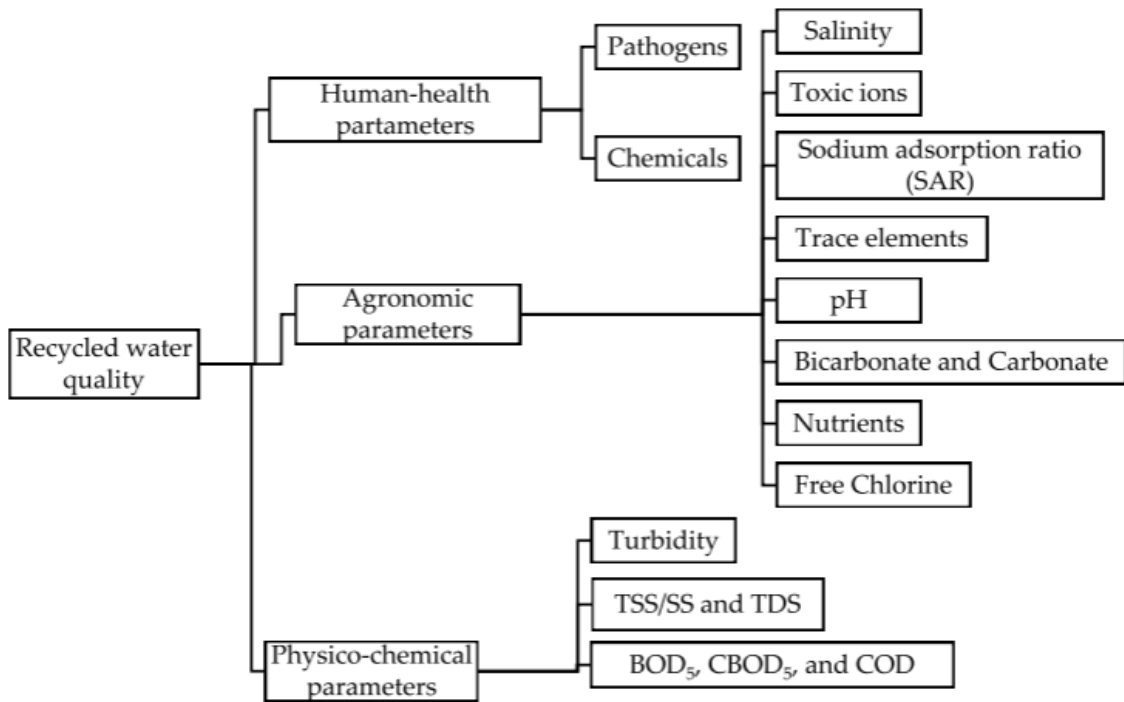 Recycled water
quality
Human-health
partameters
Pathogens
Chemicals
Agronomic
parameters
Salinity
Toxic ions
Sodium adsorption ratio
(SAR)
Trace elements
pH
Bicarbonate and Carbonate
Nutrients
Free Chlorine
Physico-chemical
parameters
Turbidity
TSS/SS and TDS
BOD₅, CBOD₅, and COD